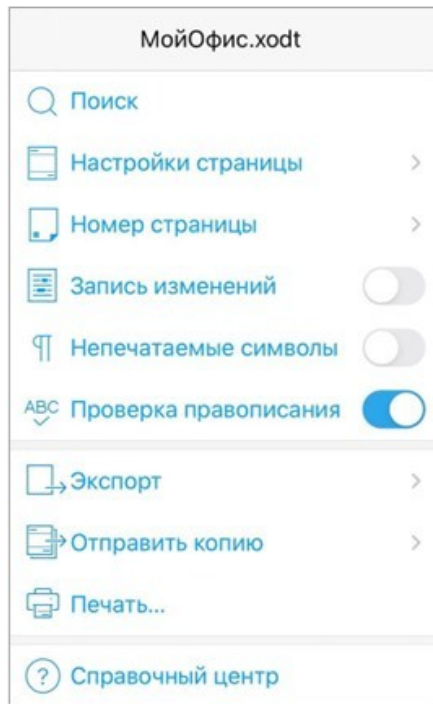 МойОфис.xodt
Поиск
Настройки страницы
Номер страницы
Запись изменений
Непечатаемые символы
ABC Проверка правописания
Экспорт
Отправить копию
Печать...
? Справочный центр